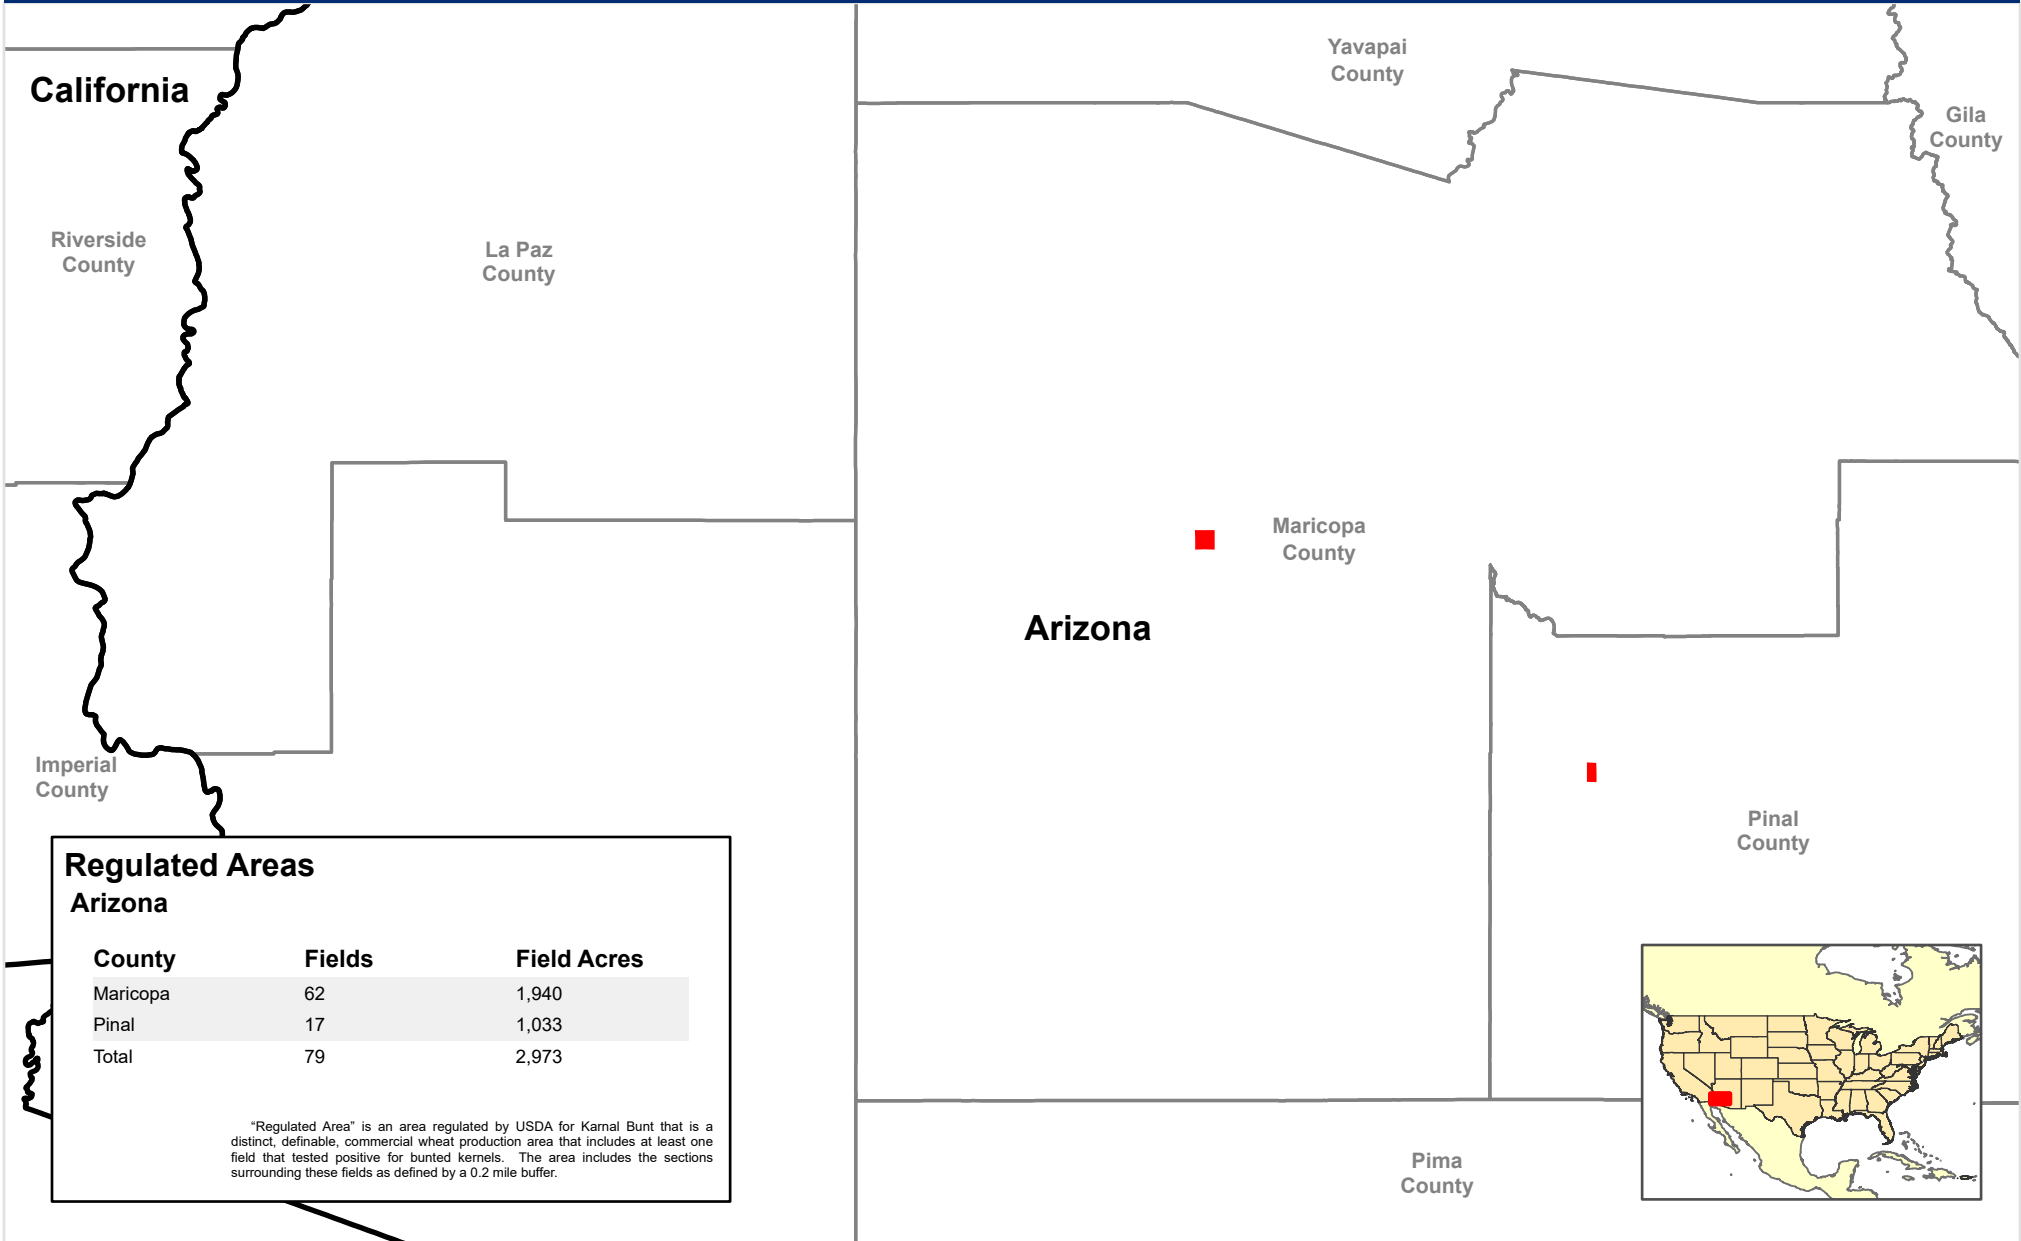 Yavapai
County
California
Gila
County
Riverside
County
La Paz
County
Maricopa
County
Arizona
Imperial
County
Pinal
County
Regulated Areas
Arizona
County Fields Field Acres
Maricopa 62 1,940
Pinal 17 1,033
Total 79 2,973
“Regulated Area” is an area regulated by USDA for Karnal Bunt that is a
distinct, definable, commercial wheat production area that includes at least one
field that tested positive for bunted kernels. The area includes the sections
surrounding these fields as defined by a 0.2 mile buffer.
Pima
County